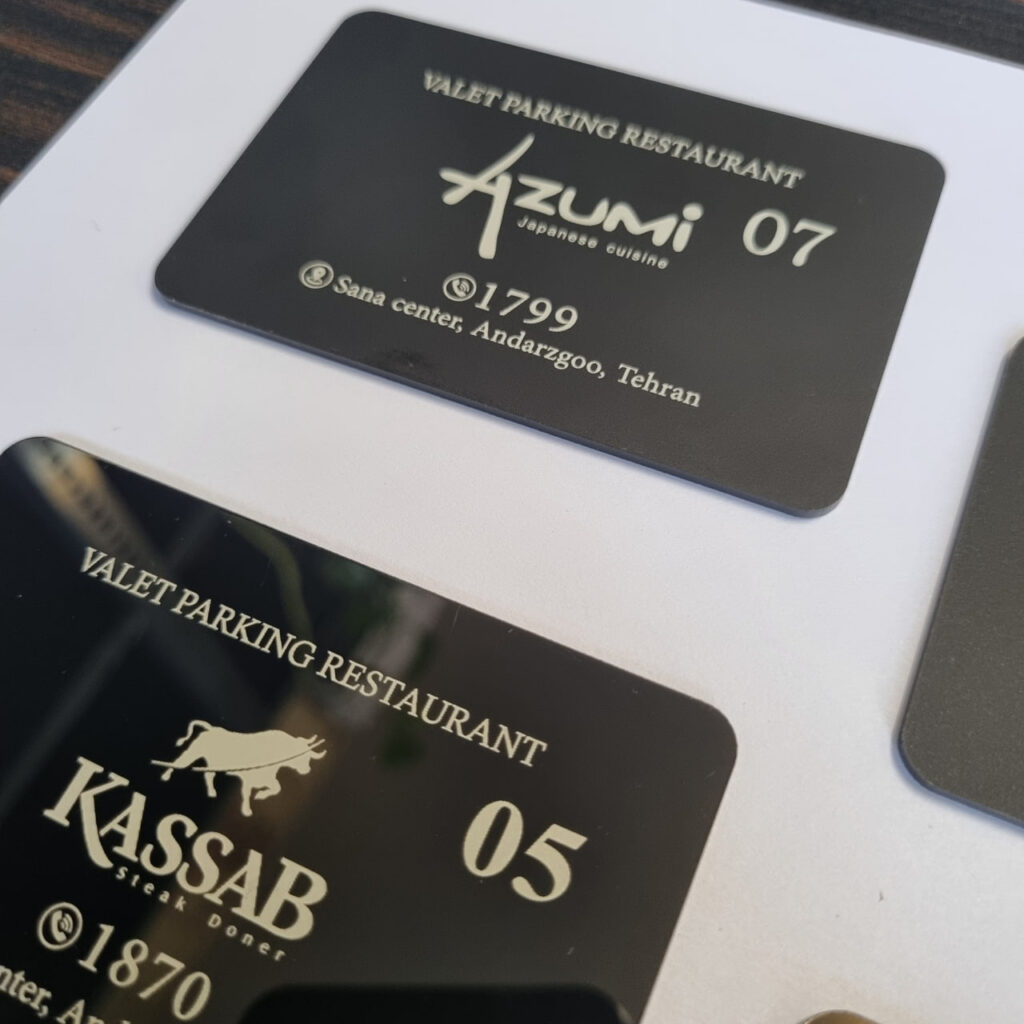 VALET PARKING RESTAURANT
AZUMi 07
Japanese cuisine
1799
Sana center, Andarzgoo, Tehran
VALET PARKING RESTAURANT
KASSAB 05
Steak Doner
1870